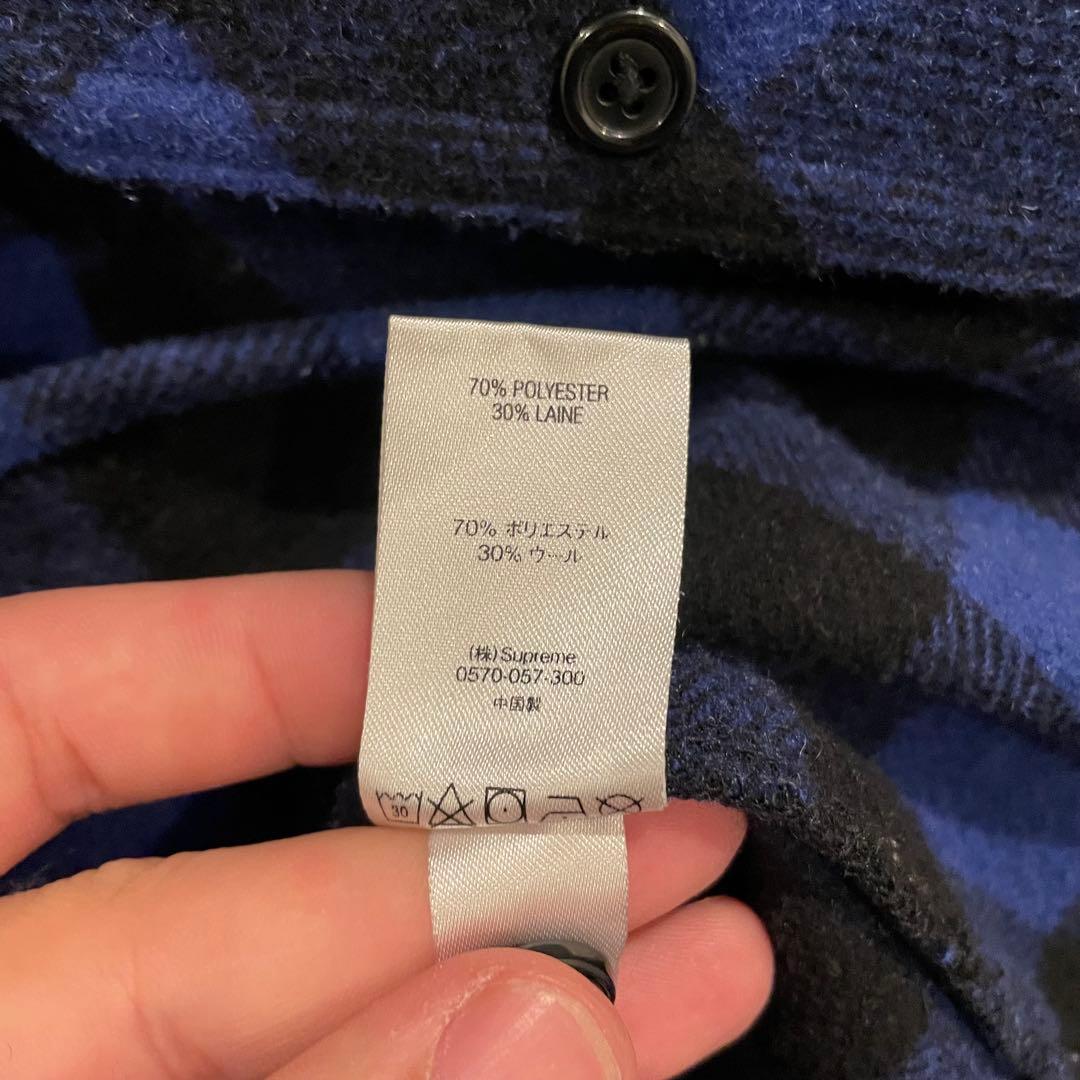 70% POLYESTER
30% LAINE
70% ポリエステル
30% ウール
(株)Supreme
0570-057-300
中国製
30